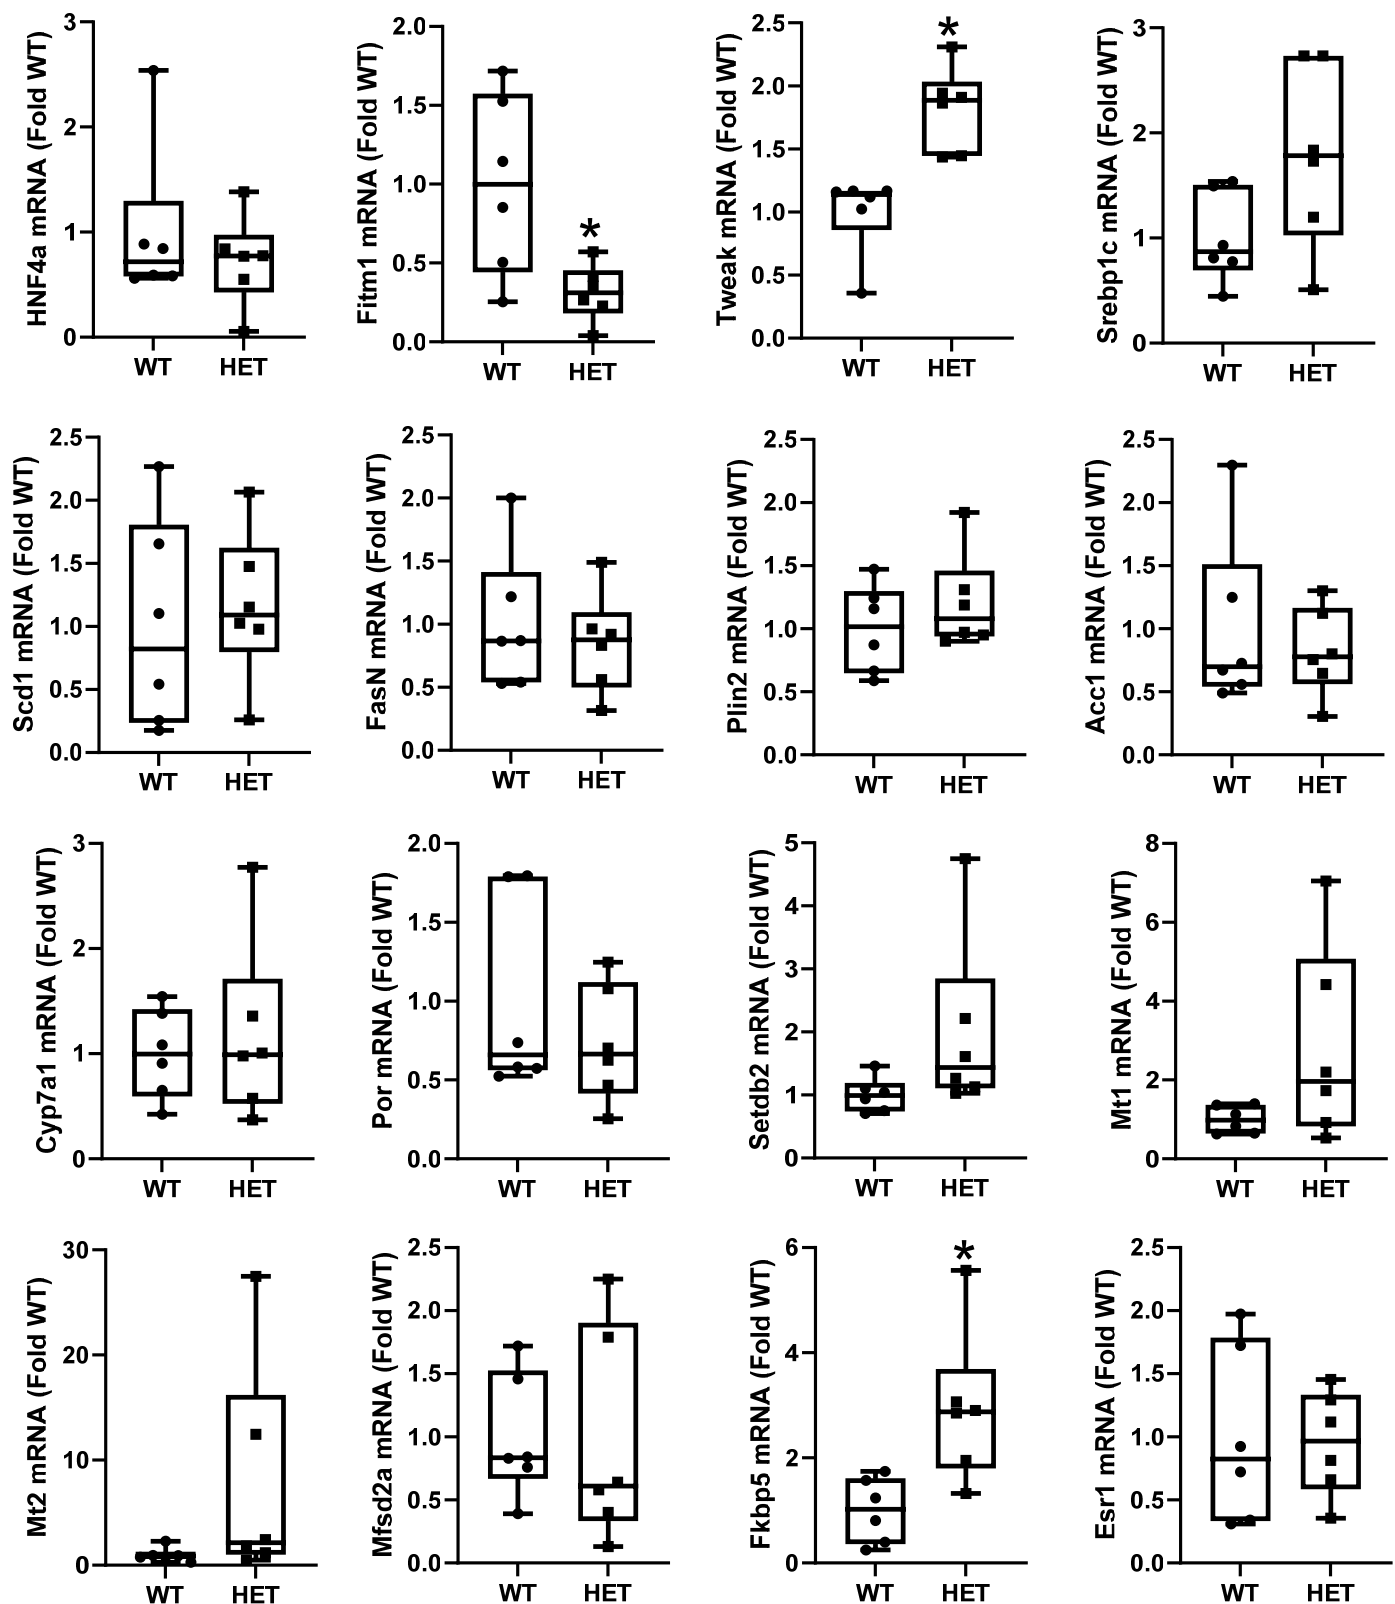 HNF4a mRNA (Fold WT)
3
2
1
0
WT HET
Fitm1 mRNA (Fold WT)
2.0
1.5
1.0
0.5
0.0
*
WT HET
Tweak mRNA (Fold WT)
2.5
2.0
1.5
1.0
0.5
0.0
*
WT HET
Srebp1c mRNA (Fold WT)
3
2
1
0
WT HET
Scd1 mRNA (Fold WT)
2.5
2.0
1.5
1.0
0.5
0.0
WT HET
FasN mRNA (Fold WT)
2.5
2.0
1.5
1.0
0.5
0.0
WT HET
Plin2 mRNA (Fold WT)
2.5
2.0
1.5
1.0
0.5
0.0
WT HET
Acc1 mRNA (Fold WT)
2.5
2.0
1.5
1.0
0.5
0.0
WT HET
Cyp7a1 mRNA (Fold WT)
3
2
1
0
WT HET
Por mRNA (Fold WT)
2.0
1.5
1.0
0.5
0.0
WT HET
Setdb2 mRNA (Fold WT)
5
4
3
2
1
0
WT HET
Mt1 mRNA (Fold WT)
8
6
4
2
0
WT HET
Mt2 mRNA (Fold WT)
30
20
10
0
WT HET
Mfsd2a mRNA (Fold WT)
2.5
2.0
1.5
1.0
0.5
0.0
WT HET
Fkbp5 mRNA (Fold WT)
6
4
2
0
*
WT HET
Esr1 mRNA (Fold WT)
2.5
2.0
1.5
1.0
0.5
0.0
WT HET